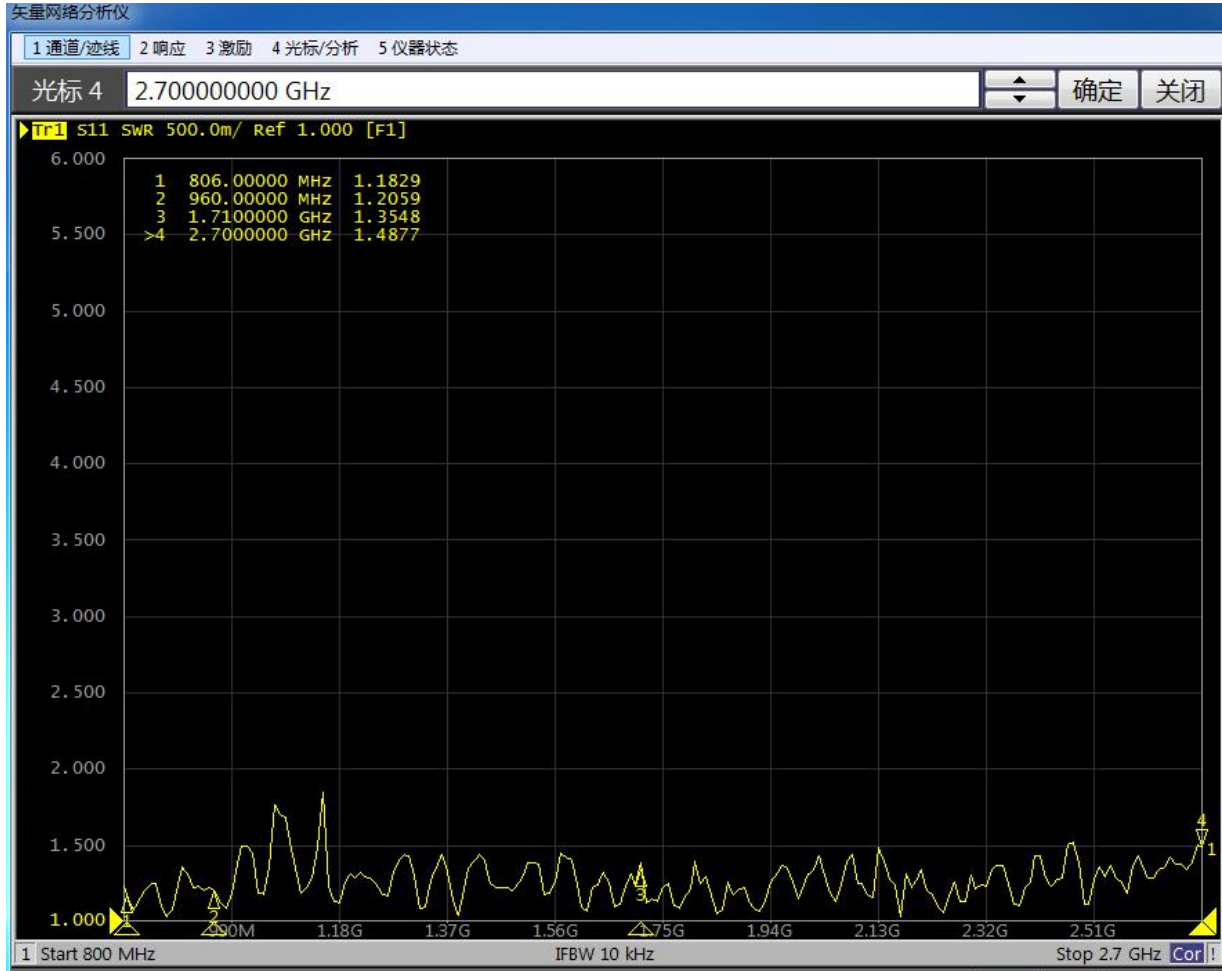 矢量网络分析仪
1 通道/迹线 2 响应 3 激励 4 光标/分析 5 仪器状态
光标 4 2.700000000 GHz 确定 关闭
Tr1 S11 SWR 500.0m/ Ref 1.000 [F1]
6.000
1 806.00000 MHz 1.1829
2 960.00000 MHz 1.2059
3 1.7100000 GHz 1.3548
5.500
>4 2.7000000 GHz 1.4877
5.000
4.500
4.000
3.500
3.000
2.500
2.000
4
1.500
1
3
1.000
1
2
990M 1.18G 1.37G 1.56G 1.75G 1.94G 2.13G 2.32G 2.51G
1 Start 800 MHz IFBW 10 kHz Stop 2.7 GHz Cor !